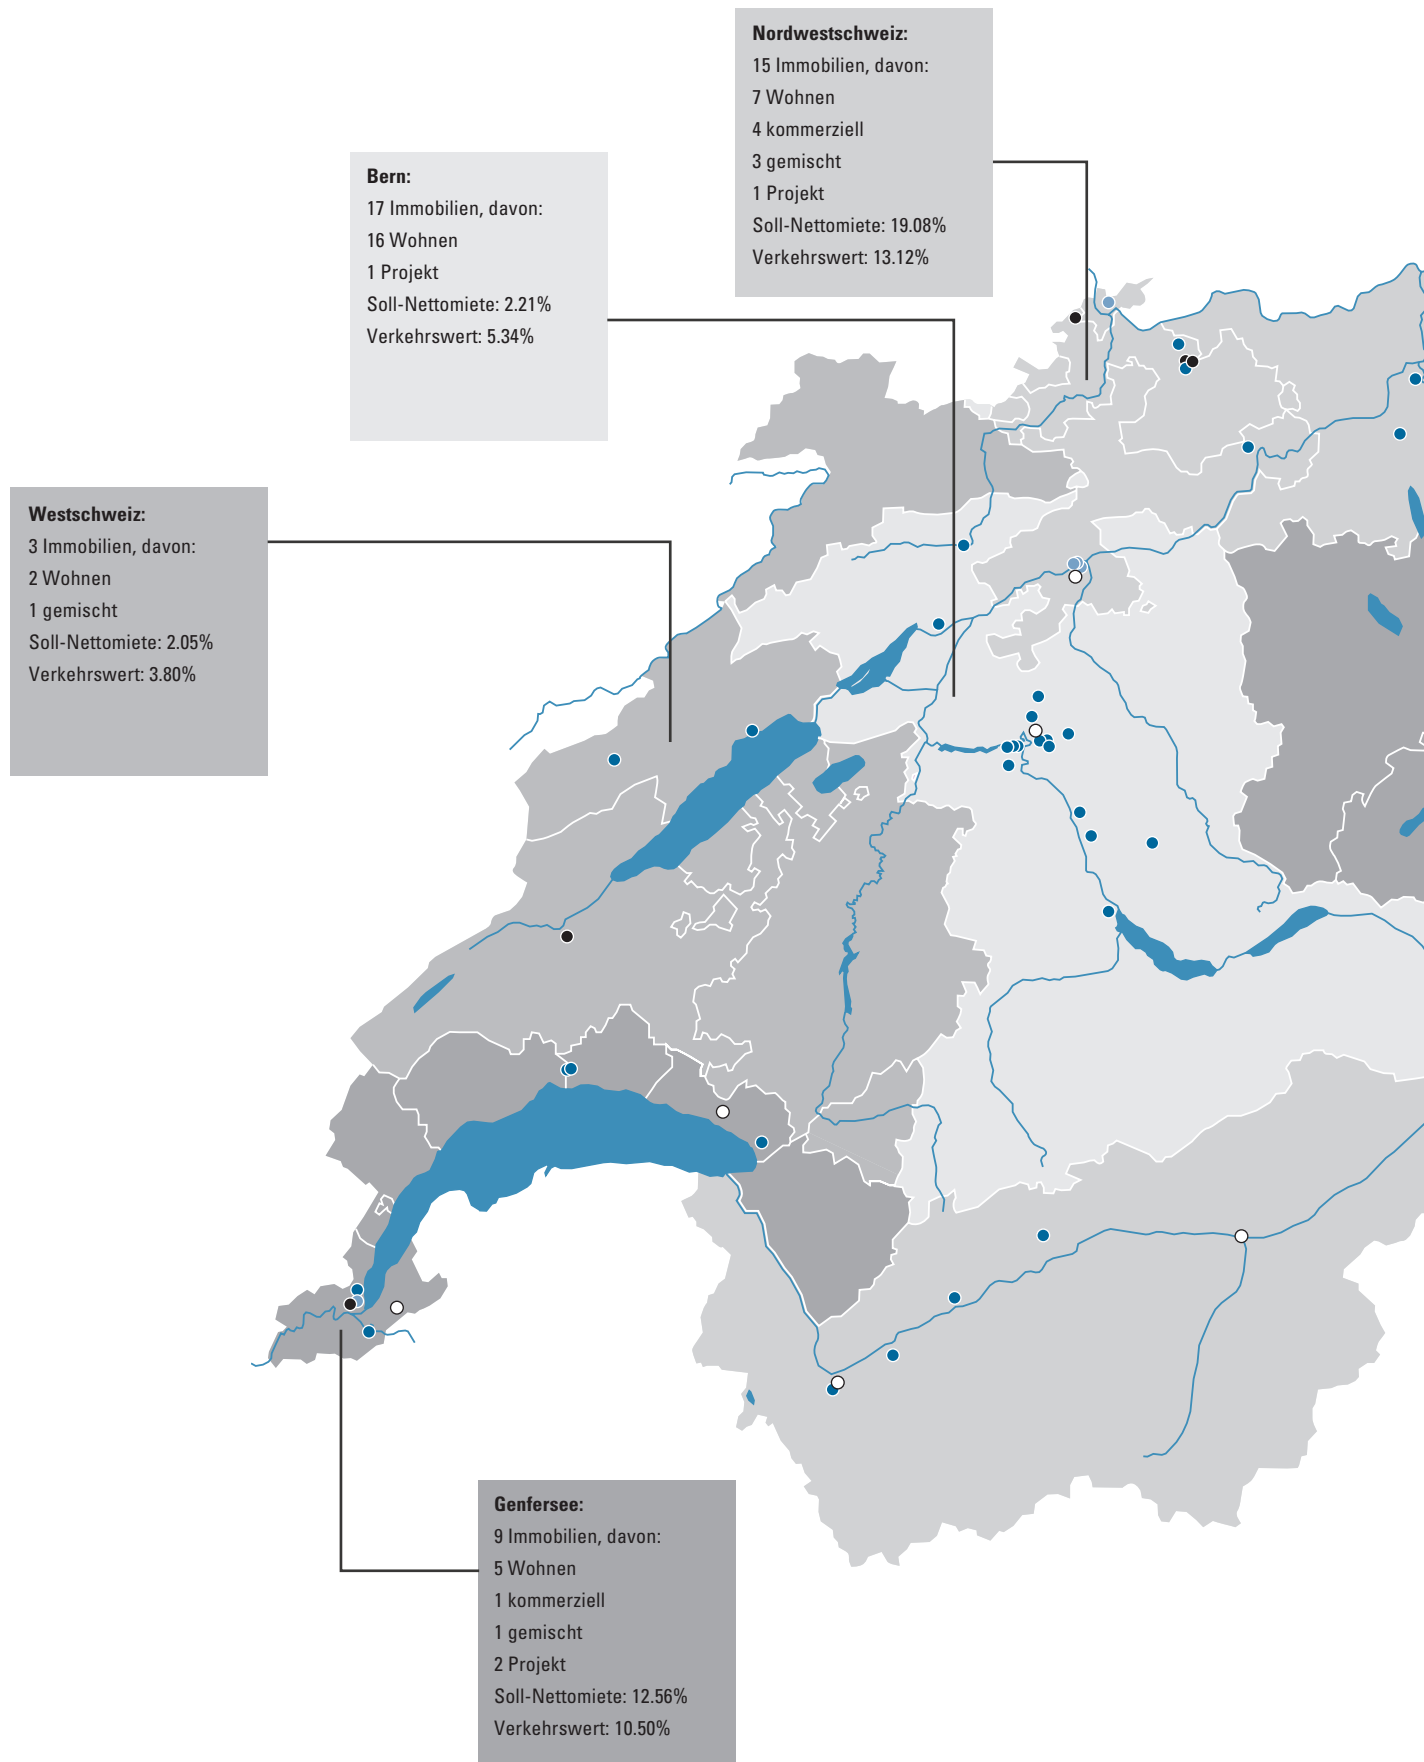 Nordwestschweiz:
15 Immobilien, davon:
7 Wohnen
4 kommerziell
3 gemischt
1 Projekt
Soll-Nettomiete: 19.08%
Verkehrswert: 13.12%
Bern:
17 Immobilien, davon:
16 Wohnen
1 Projekt
Soll-Nettomiete: 2.21%
Verkehrswert: 5.34%
Westschweiz:
3 Immobilien, davon:
2 Wohnen
1 gemischt
Soll-Nettomiete: 2.05%
Verkehrswert: 3.80%
Genfersee:
9 Immobilien, davon:
5 Wohnen
1 kommerziell
1 gemischt
2 Projekt
Soll-Nettomiete: 12.56%
Verkehrswert: 10.50%